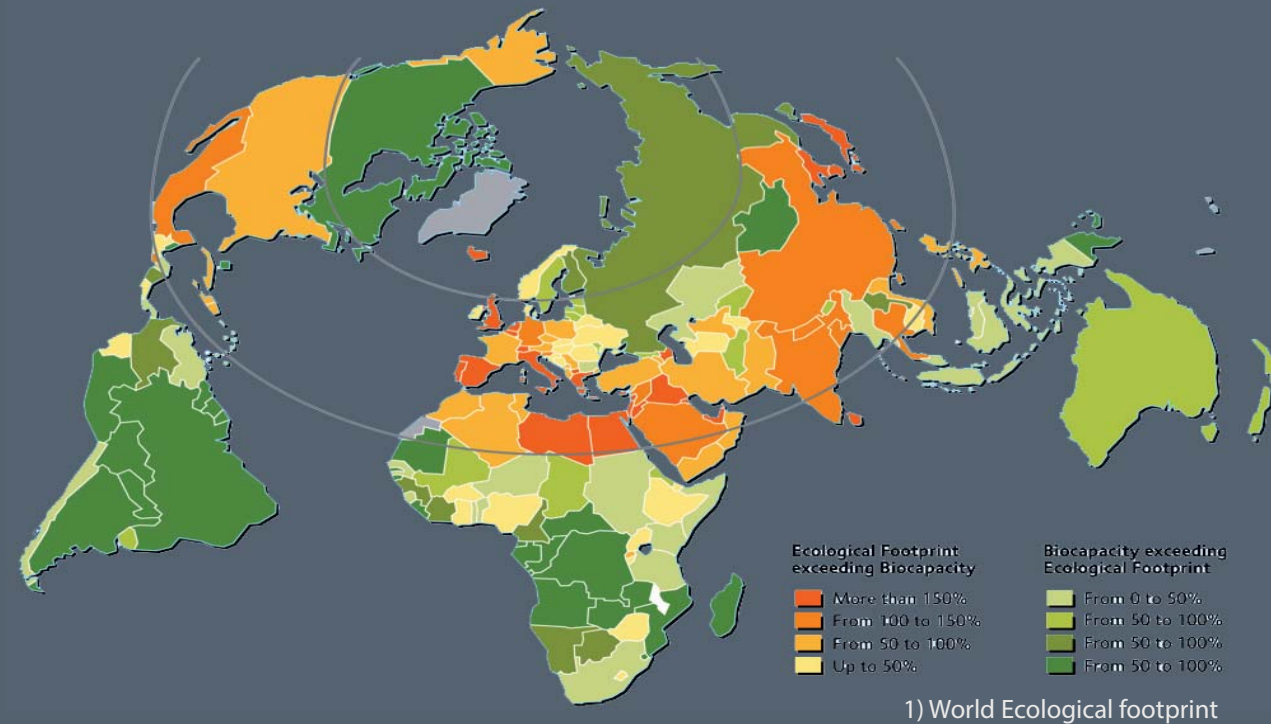 Ecological Footprint
exceeding Biocapacity
More than 150%
From 100 to 150%
From 50 to 100%
Up to 50%
Biocapacity exceeding
Ecological Footprint
From 0 to 50%
From 50 to 100%
From 50 to 100%
From 50 to 100%
1) World Ecological footprint